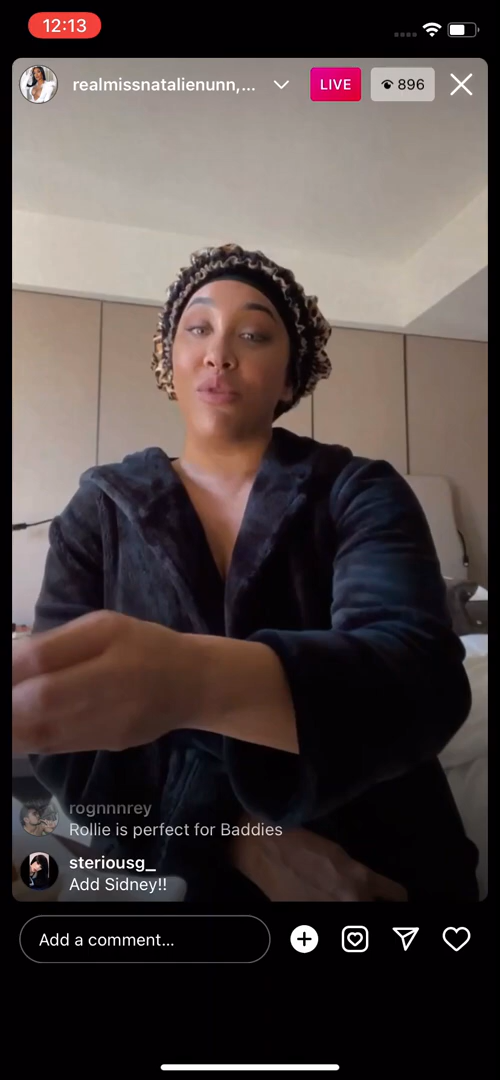 12:13
realmissnatalienunn,...
LIVE
896
rognnnrey
Rollie is perfect for Baddies
steriousg_
Add Sidney!!
Add a comment...